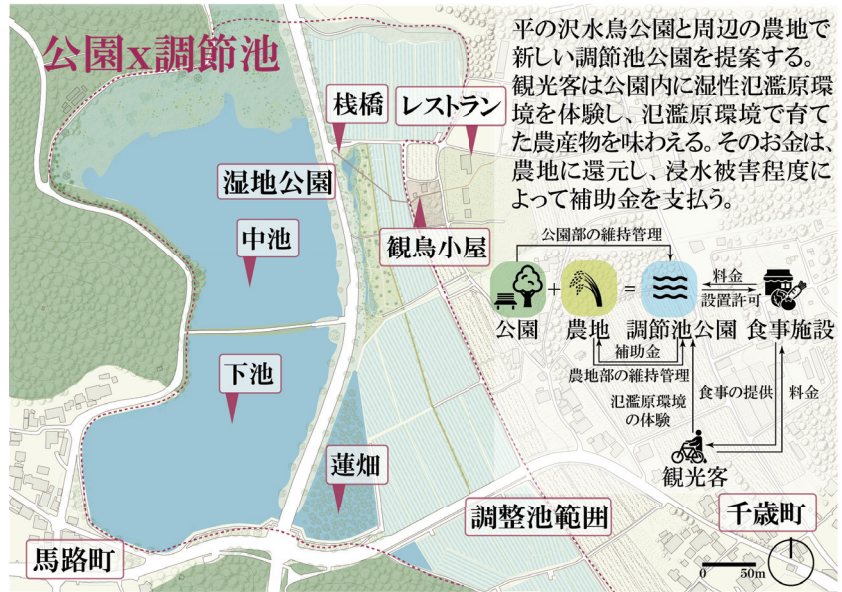 公園x調節池
平の沢水鳥公園と周辺の農地で
新しい調節池公園を提案する。
観光客は公園内に湿性氾濫原環
境を体験し、氾濫原環境で育て
た農産物を味わえる。そのお金は、
農地に還元し、浸水被害程度に
よって補助金を支払う。
桟橋
レストラン
湿地公園
中池
観鳥小屋
下池
蓮畑
調整池範囲
馬路町
千歳町
公園部の維持管理
+
=
料金
設置許可
公園
農地
調節池公園
食事施設
補助金
農地部の維持管理
氾濫原環境
の体験
食事の提供
料金
観光客
0
50m